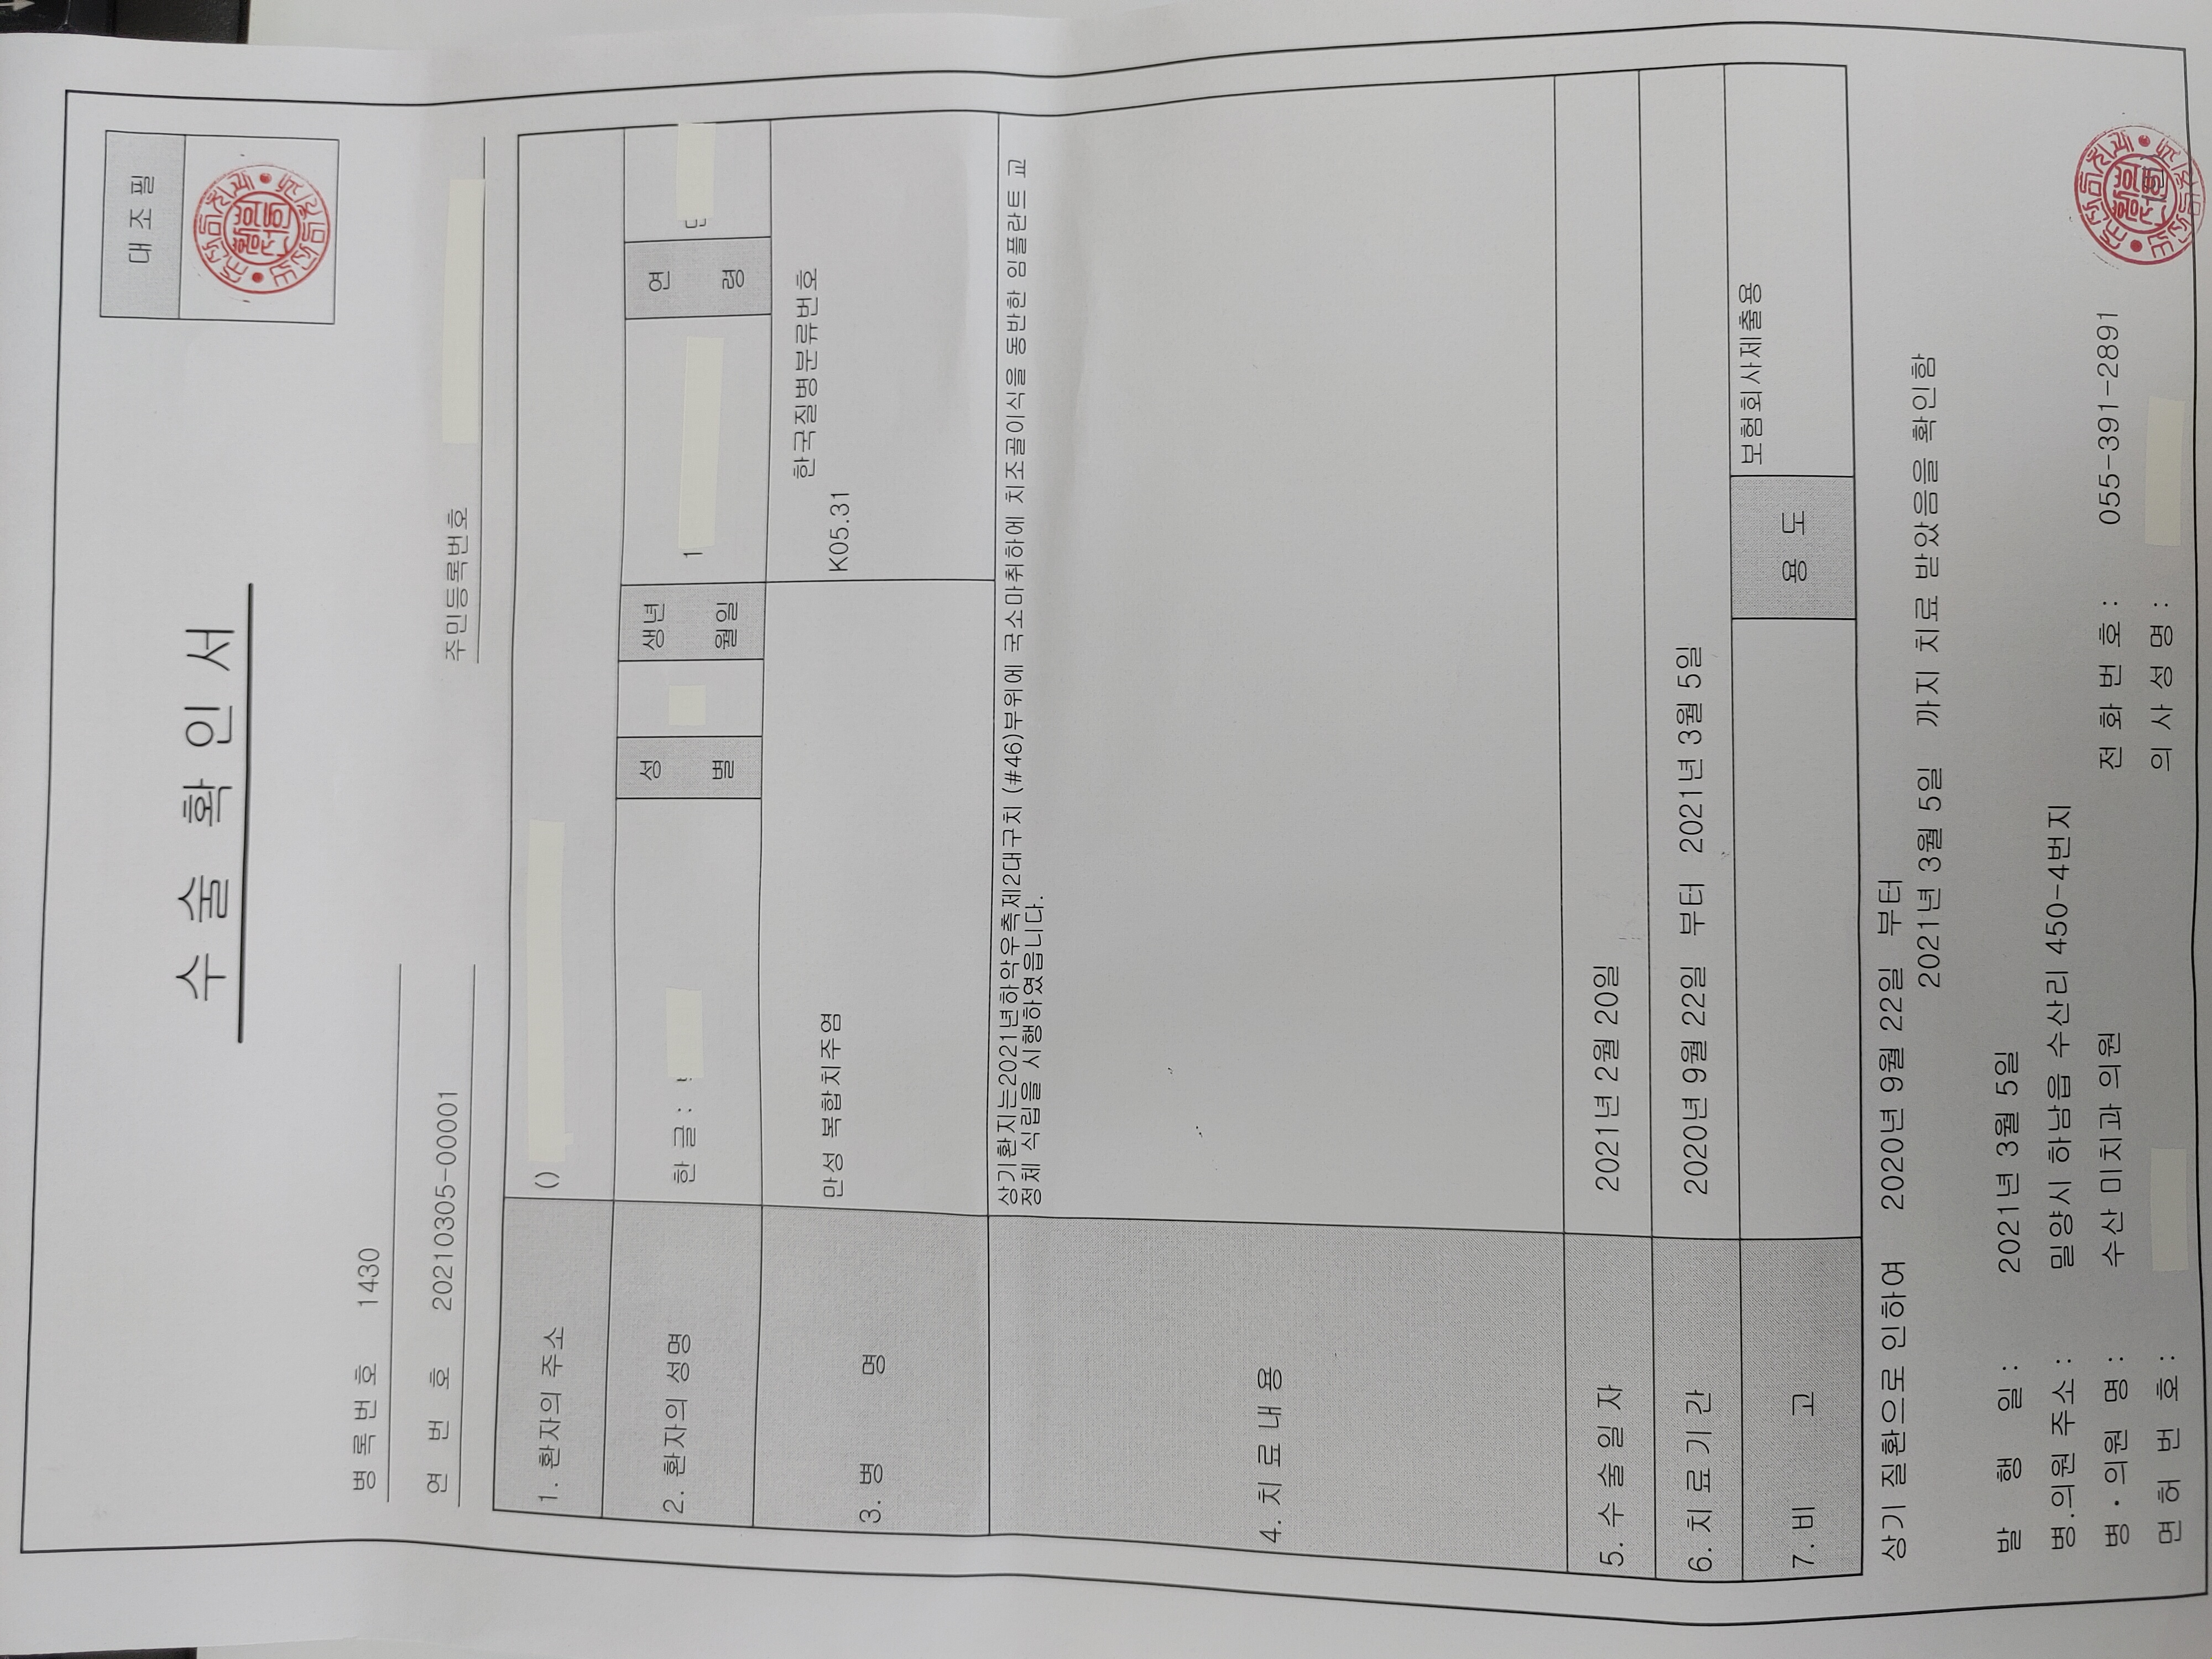 대 조 필
수 술 확 인 서
병 록 번 호 1430
연 번 호 20210305-00001
주민등록번호
1. 환자의 주소 ()
2. 환자의 성명 한 글 : 성 별 생년 월일 1 연 령
3. 병 명 만성 복합치주염 한국질병분류번호
K05.31
4. 치 료 내 용 상기환지는2021년하악우측제2대구치 (#46)부위에 국소마취하에 치조골이식을 동반한 임플란트 교
정체 식립을 시행하였읍니다.
5. 수 술 일 자 2021년 2월 20일
6. 치 료 기 간 2020년 9월 22일 부터 2021년 3월 5일
7. 비 고 용 도 보험회사제출용
상기 질환으로 인하여 2020년 9월 22일 부터
2021년 3월 5일 까지 치료 받았음을 확인함
발 행 일 : 2021년 3월 5일
병.의원 주소 : 밀양시 하남읍 수산리 450-4번지
병 · 의원 명 : 수산 미치과 의원 전 화 번 호 : 055-391-2891
면 허 번 호 : 의 사 성 명 :